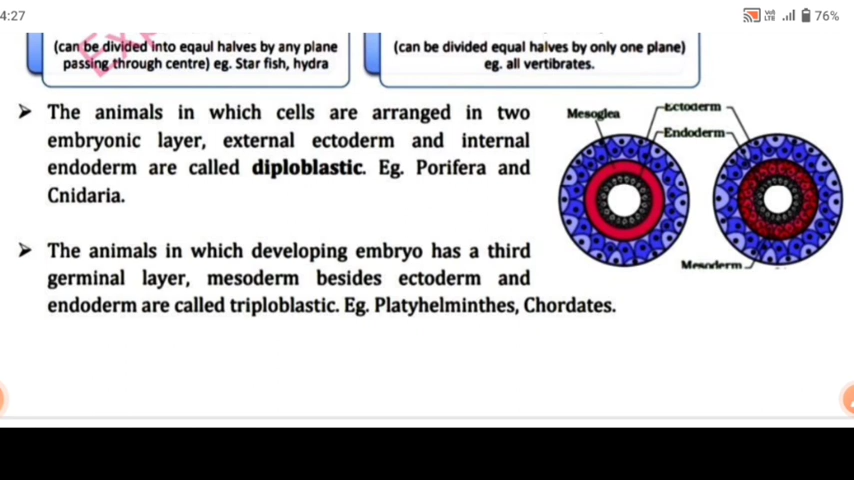 4:27
76%
(can be divided into eqaul halves by any plane
passing through centre) eg. Star fish, hydra
(can be divided equal halves by only one plane)
eg. all vertibrates.
➤ The animals in which cells are arranged in two
embryonic layer, external ectoderm and internal
endoderm are called diploblastic. Eg. Porifera and
Cnidaria.
➤ The animals in which developing embryo has a third
germinal layer, mesoderm besides ectoderm and
endoderm are called triploblastic. Eg. Platyhelminthes, Chordates.
Mesoglea
Ectoderm
Endoderm
Mesoderm